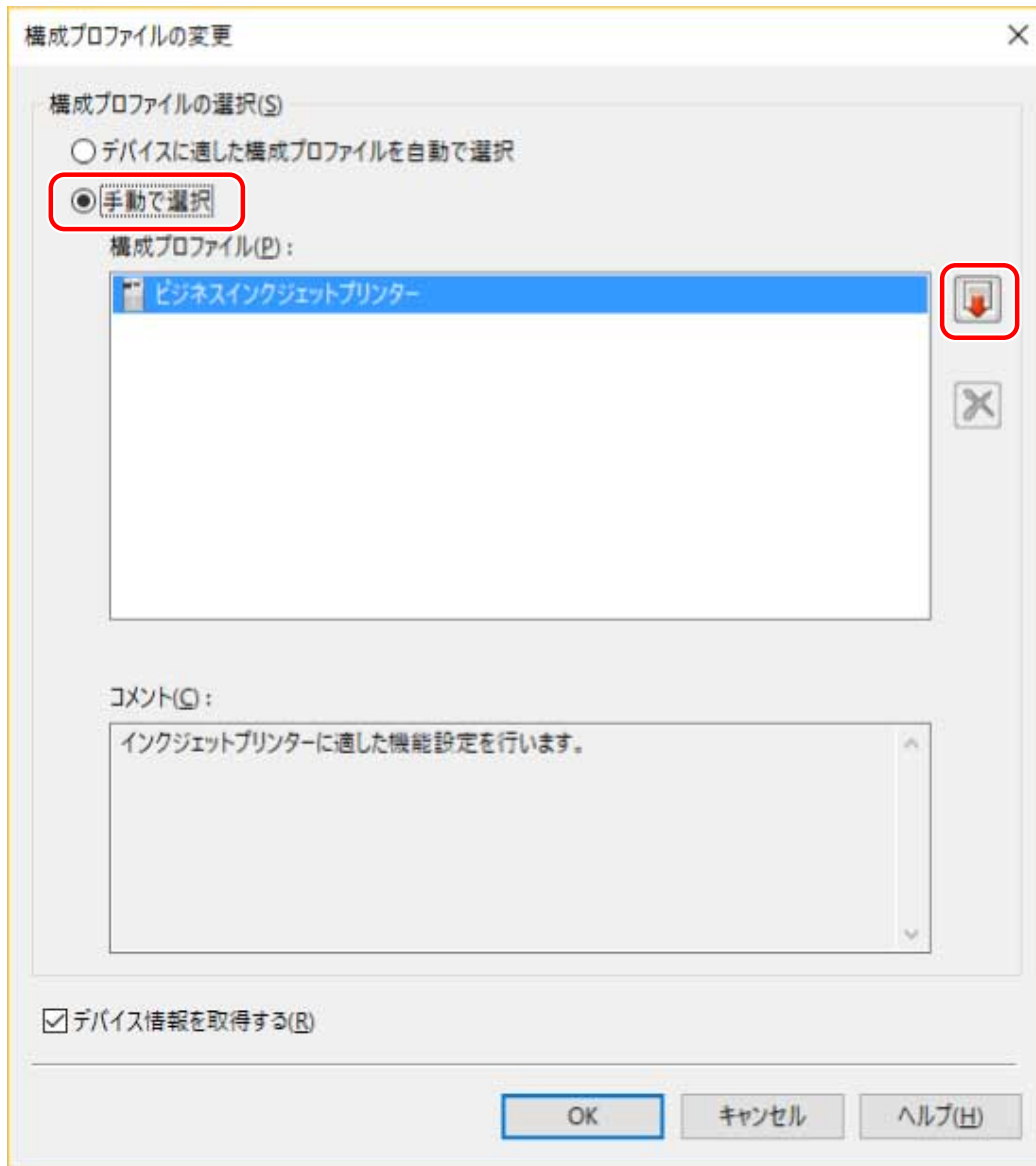 構成プロファイルの変更
構成プロファイルの選択(S)
デバイスに適した構成プロファイルを自動で選択
手動で選択
構成プロファイル(P):
ビジネスインクジェットプリンター
コメント(C):
インクジェットプリンターに適した機能設定を行います。
デバイス情報を取得する(R)
OK
キャンセル
ヘルプ(H)